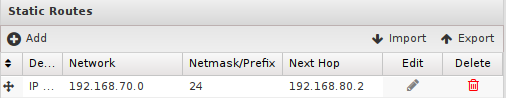 Static Routes
Add Import Export
De... Network Netmask/Prefix Next Hop Edit Delete
IP ... 192.168.70.0 24 192.168.80.2